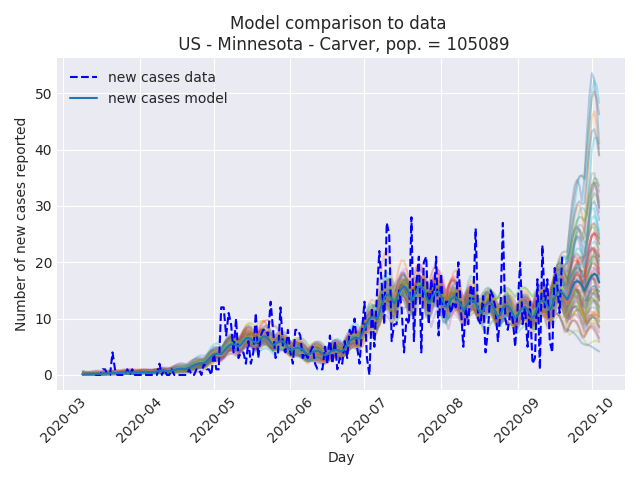 Model comparison to data
US - Minnesota - Carver, pop. = 105089
new cases data
new cases model
Number of new cases reported
50
40
30
20
10
0
2020-03
2020-04
2020-05
2020-06
2020-07
2020-08
2020-09
2020-10
Day